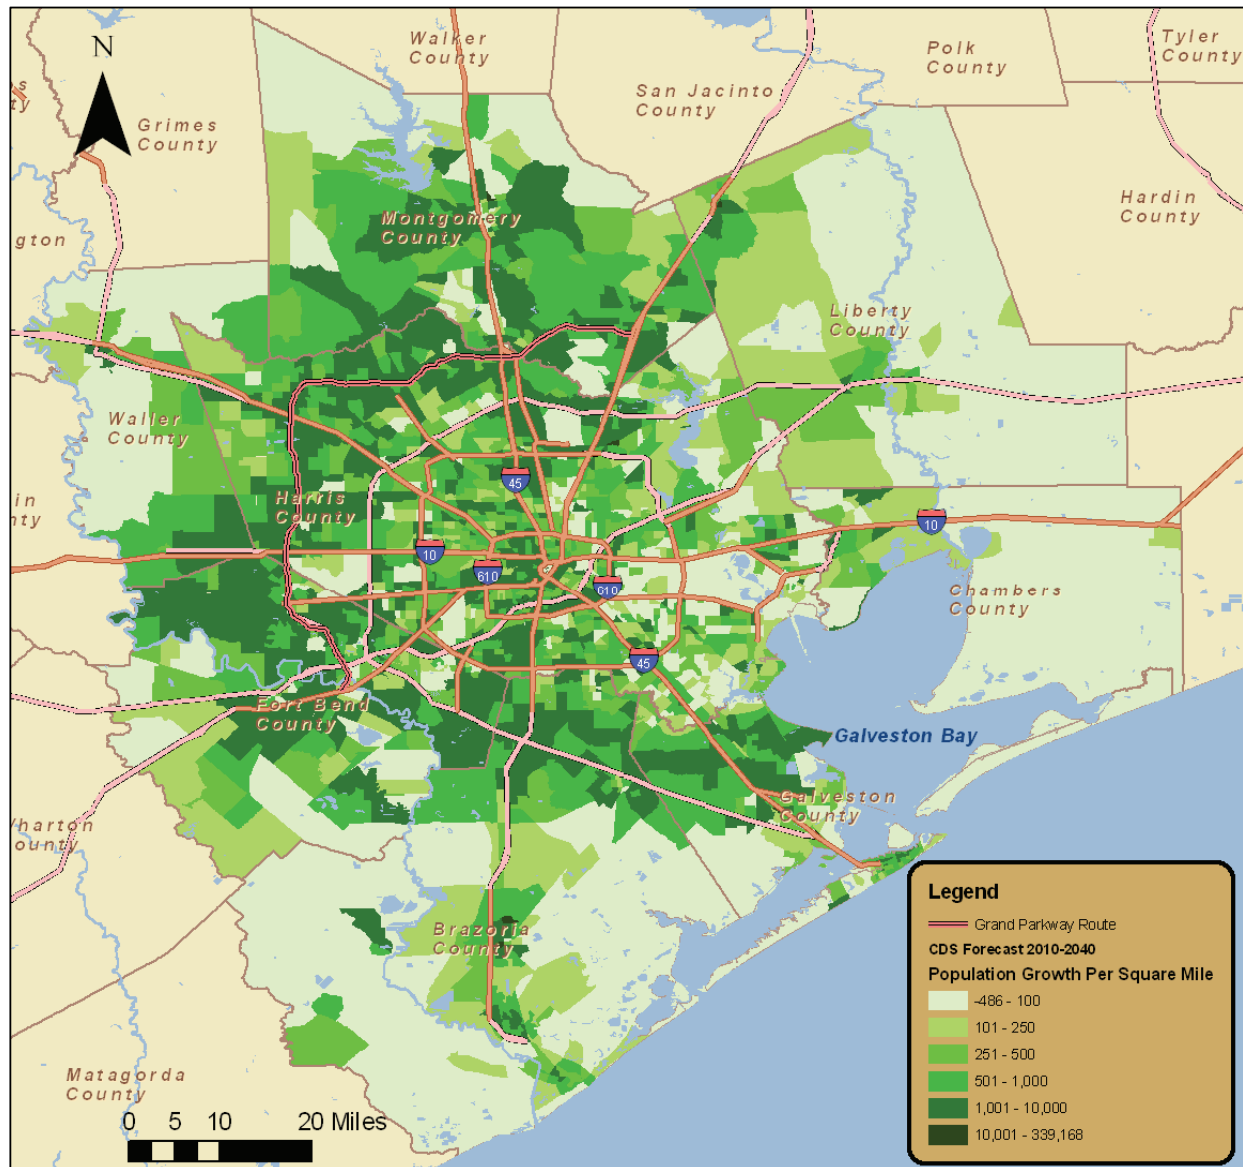 N
Walker
County
Polk
County
Tyler
County
San Jacinto
County
Grimes
County
Hardin
County
Montgomery
County
Liberty
County
Waller
County
Harris
County
45
10
10
610
610
Chambers
County
45
Fort Bend
County
Galveston Bay
Galveston
County
Wharton
County
Brazoria
County
Matagorda
County
0 5 10 20 Miles
Legend
Grand Parkway Route
CDS Forecast 2010-2040
Population Growth Per Square Mile
-486 - 100
101 - 250
251 - 500
501 - 1,000
1,001 - 10,000
10,001 - 339,168